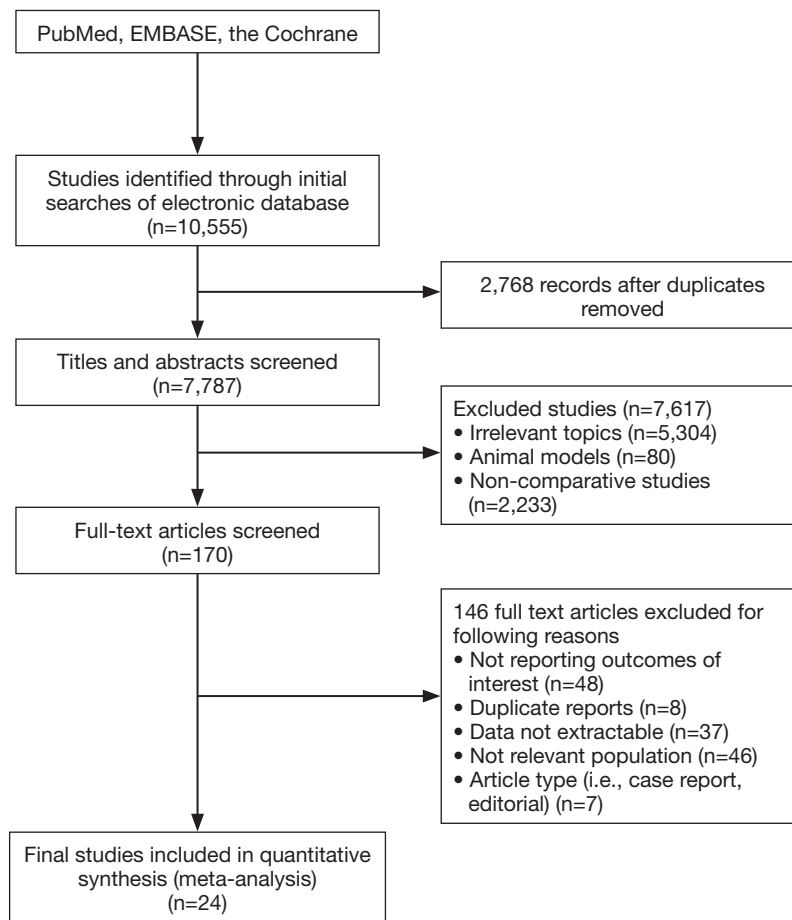 PubMed, EMBASE, the Cochrane
Studies identified through initial
searches of electronic database
(n=10,555)
2,768 records after duplicates
removed
Titles and abstracts screened
(n=7,787)
Excluded studies (n=7,617)
• Irrelevant topics (n=5,304)
• Animal models (n=80)
• Non-comparative studies
(n=2,233)
Full-text articles screened
(n=170)
146 full text articles excluded for
following reasons
• Not reporting outcomes of
interest (n=48)
• Duplicate reports (n=8)
• Data not extractable (n=37)
• Not relevant population (n=46)
• Article type (i.e., case report,
editorial) (n=7)
Final studies included in quantitative
synthesis (meta-analysis)
(n=24)